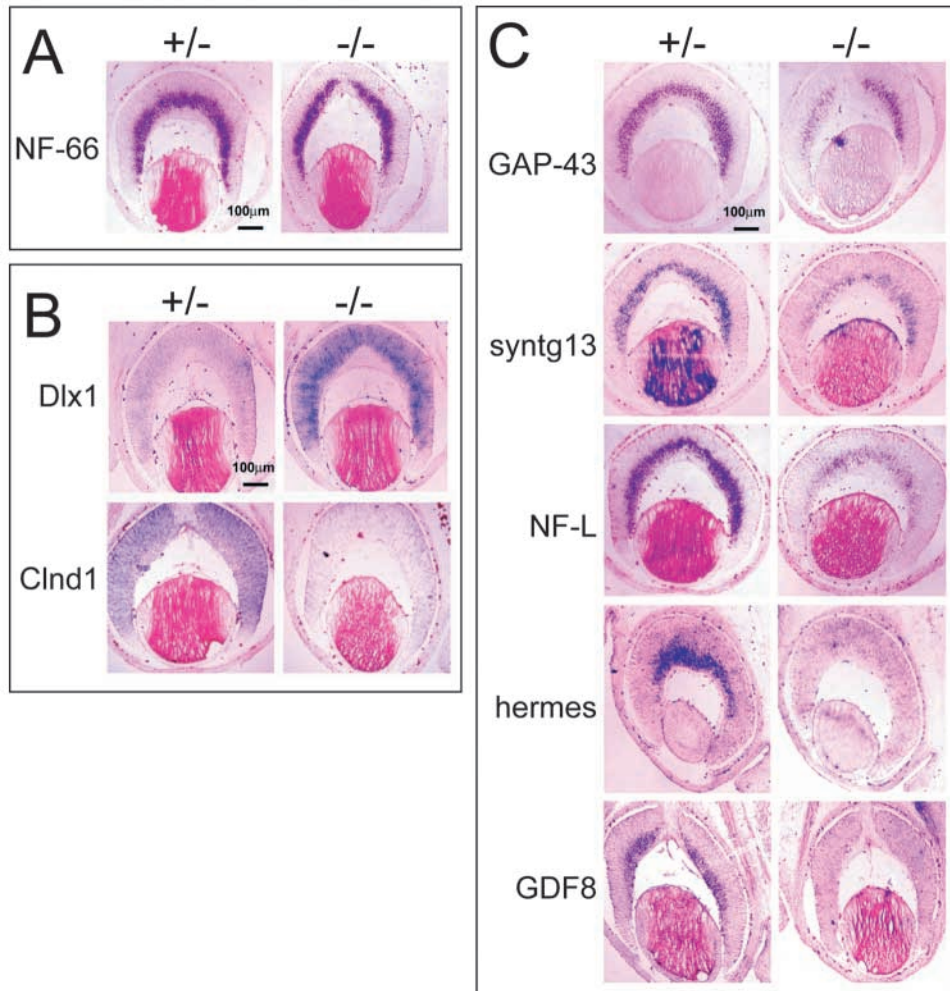 A
+/-
-/-
NF-66
100µm
B
+/-
-/-
Dlx1
100µm
Clnd1
C
+/-
-/-
GAP-43
100µm
syntg13
NF-L
hermes
GDF8